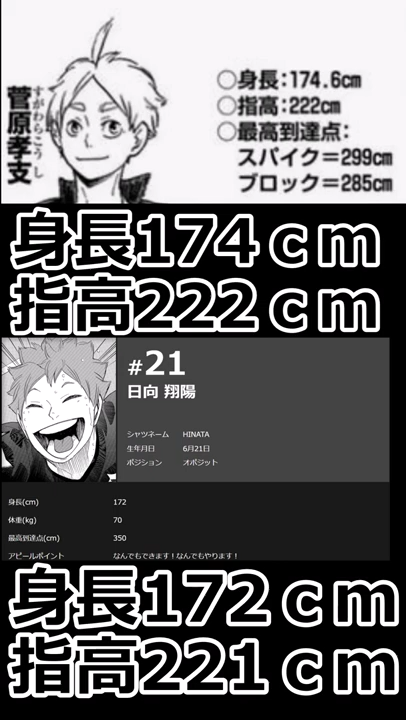 菅原孝支
すがわらこうし
○身長:174.6cm
○指高:222cm
○最高到達点:
スパイク=299cm
ブロック=285cm
身長174cm
指高222cm
#21
日向 翔陽
シャツネーム HINATA
生年月日 6月21日
ポジション オポジット
身長(cm) 172
体重(kg) 70
最高到達点(cm) 350
アピールポイント なんでもできます!なんでもやります!
身長172cm
指高221cm